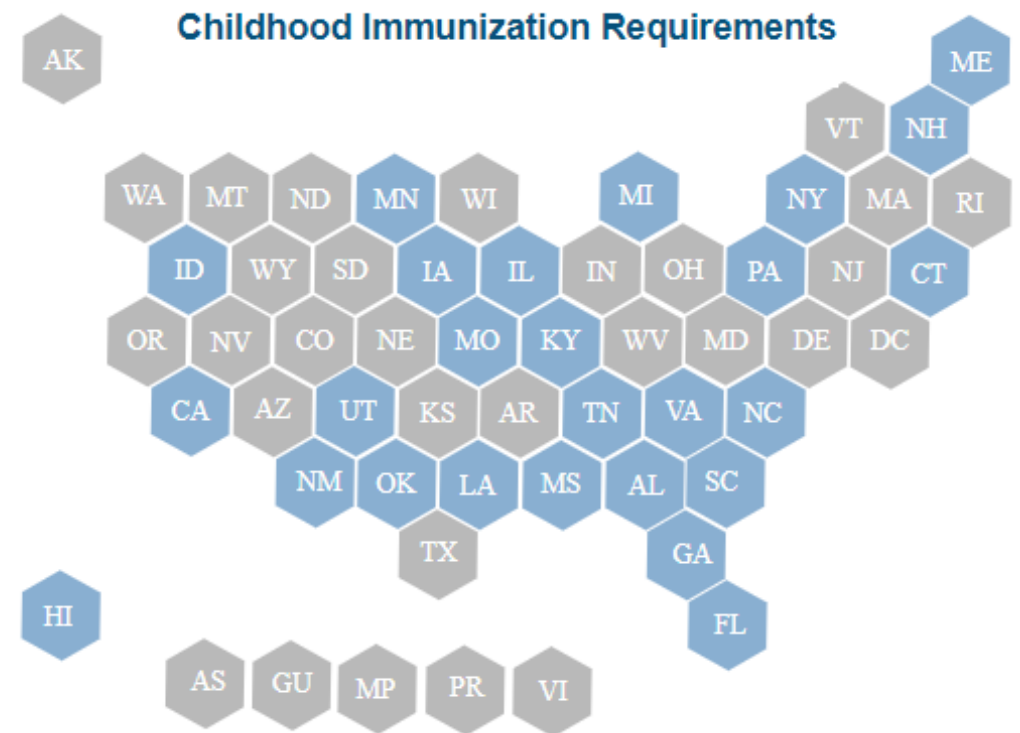 Childhood Immunization Requirements
AK
ME
VT
NH
WA
MT
ND
MN
WI
MI
NY
MA
RI
ID
WY
SD
IA
IL
IN
OH
PA
NJ
CT
OR
NV
CO
NE
MO
KY
WV
MD
DE
DC
CA
AZ
UT
KS
AR
TN
VA
NC
NM
OK
LA
MS
AL
SC
TX
GA
HI
FL
AS
GU
MP
PR
VI